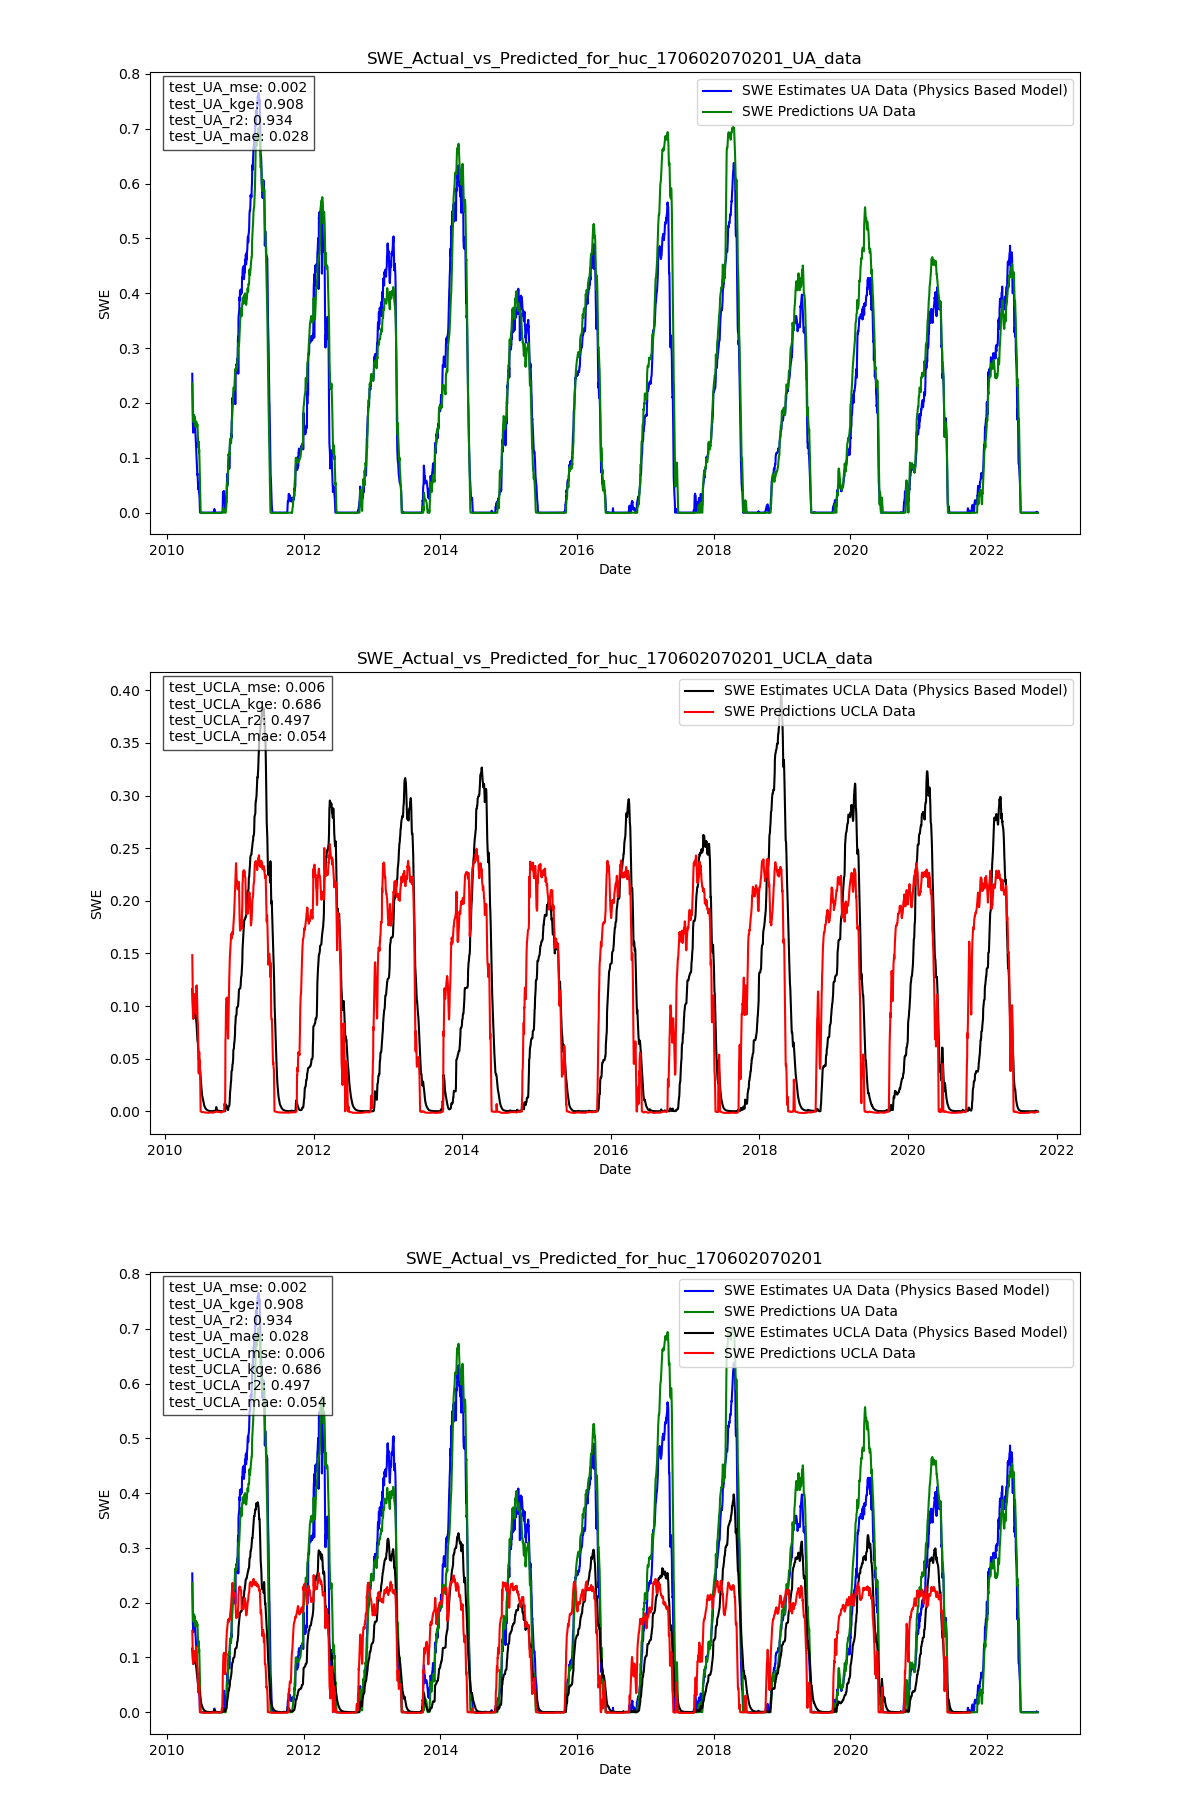 SWE_Actual_vs_Predicted_for_huc_170602070201_UA_data
test_UA_mse: 0.002
test_UA_kge: 0.908
test_UA_r2: 0.934
test_UA_mae: 0.028
SWE Estimates UA Data (Physics Based Model)
SWE Predictions UA Data
0.8
0.7
0.6
0.5
0.4
0.3
0.2
0.1
0.0
SWE
2010 2012 2014 2016 2018 2020 2022
Date
SWE_Actual_vs_Predicted_for_huc_170602070201_UCLA_data
test_UCLA_mse: 0.006
test_UCLA_kge: 0.686
test_UCLA_r2: 0.497
test_UCLA_mae: 0.054
SWE Estimates UCLA Data (Physics Based Model)
SWE Predictions UCLA Data
0.40
0.35
0.30
0.25
0.20
0.15
0.10
0.05
0.00
SWE
2010 2012 2014 2016 2018 2020 2022
Date
SWE_Actual_vs_Predicted_for_huc_170602070201
test_UA_mse: 0.002
test_UA_kge: 0.908
test_UA_r2: 0.934
test_UA_mae: 0.028
test_UCLA_mse: 0.006
test_UCLA_kge: 0.686
test_UCLA_r2: 0.497
test_UCLA_mae: 0.054
SWE Estimates UA Data (Physics Based Model)
SWE Predictions UA Data
SWE Estimates UCLA Data (Physics Based Model)
SWE Predictions UCLA Data
0.8
0.7
0.6
0.5
0.4
0.3
0.2
0.1
0.0
SWE
2010 2012 2014 2016 2018 2020 2022
Date